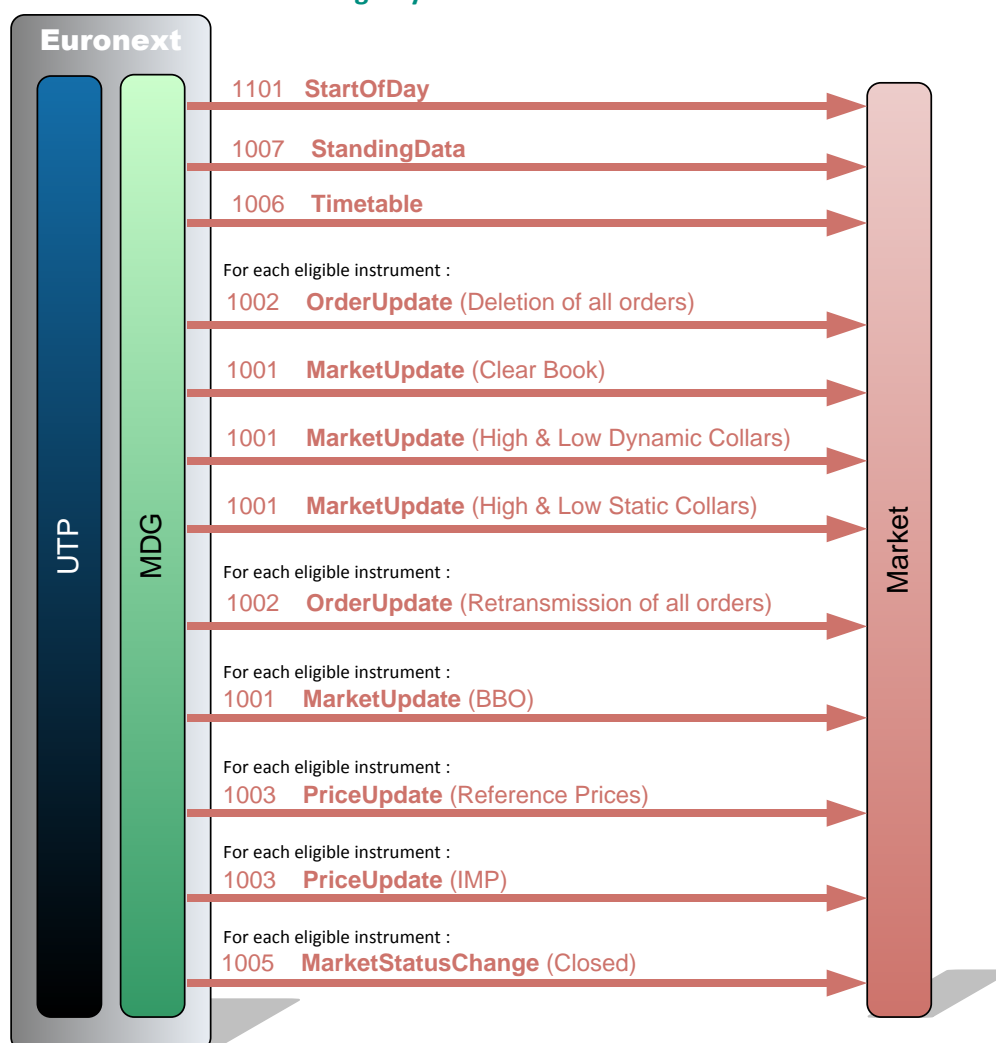 Euronext
1101 StartOfDay
1007 StandingData
1006 Timetable
For each eligible instrument :
1002 OrderUpdate (Deletion of all orders)
1001 MarketUpdate (Clear Book)
1001 MarketUpdate (High & Low Dynamic Collars)
1001 MarketUpdate (High & Low Static Collars)
UTP
MDG
Market
For each eligible instrument :
1002 OrderUpdate (Retransmission of all orders)
For each eligible instrument :
1001 MarketUpdate (BBO)
For each eligible instrument :
1003 PriceUpdate (Reference Prices)
For each eligible instrument :
1003 PriceUpdate (IMP)
For each eligible instrument :
1005 MarketStatusChange (Closed)